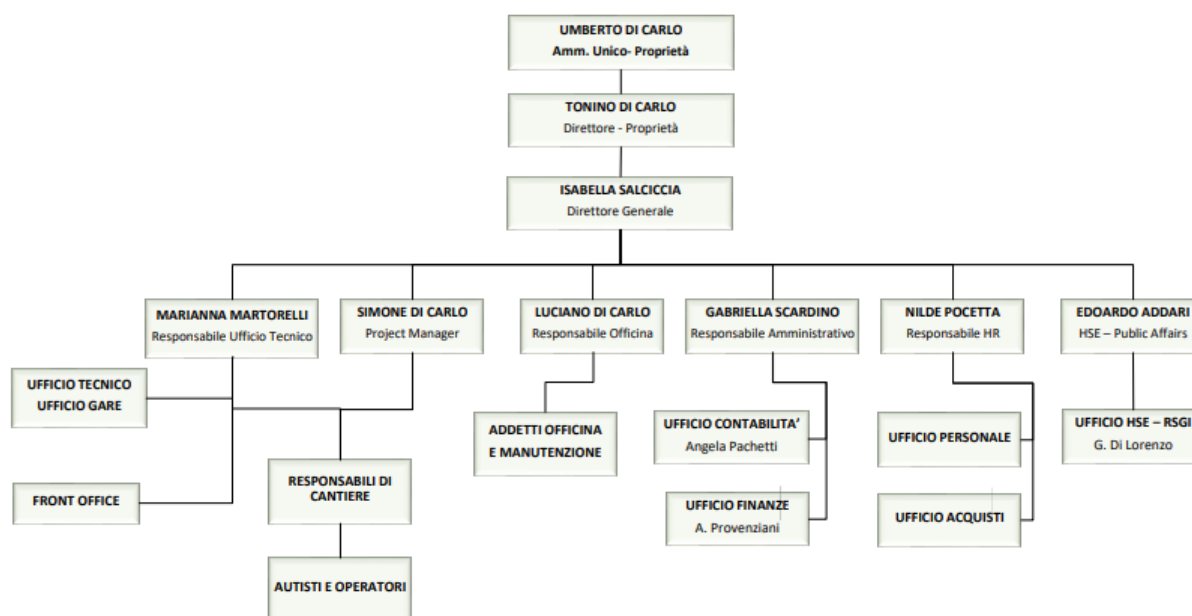 UMBERTO DI CARLO
Amm. Unico- Proprietà
TONINO DI CARLO
Direttore - Proprietà
ISABELLA SALCICCIA
Direttore Generale
MARIANNA MARTORELLI
Responsabile Ufficio Tecnico
SIMONE DI CARLO
Project Manager
LUCIANO DI CARLO
Responsabile Officina
GABRIELLA SCARDINO
Responsabile Amministrativo
NILDE POCETTA
Responsabile HR
EDOARDO ADDARI
HSE – Public Affairs
UFFICIO TECNICO
UFFICIO GARE
ADDETTI OFFICINA
E MANUTENZIONE
UFFICIO CONTABILITA’
Angela Pachetti
UFFICIO PERSONALE
UFFICIO HSE – RSGI
G. Di Lorenzo
FRONT OFFICE
RESPONSABILI DI
CANTIERE
UFFICIO FINANZE
A. Provenziani
UFFICIO ACQUISTI
AUTISTI E OPERATORI